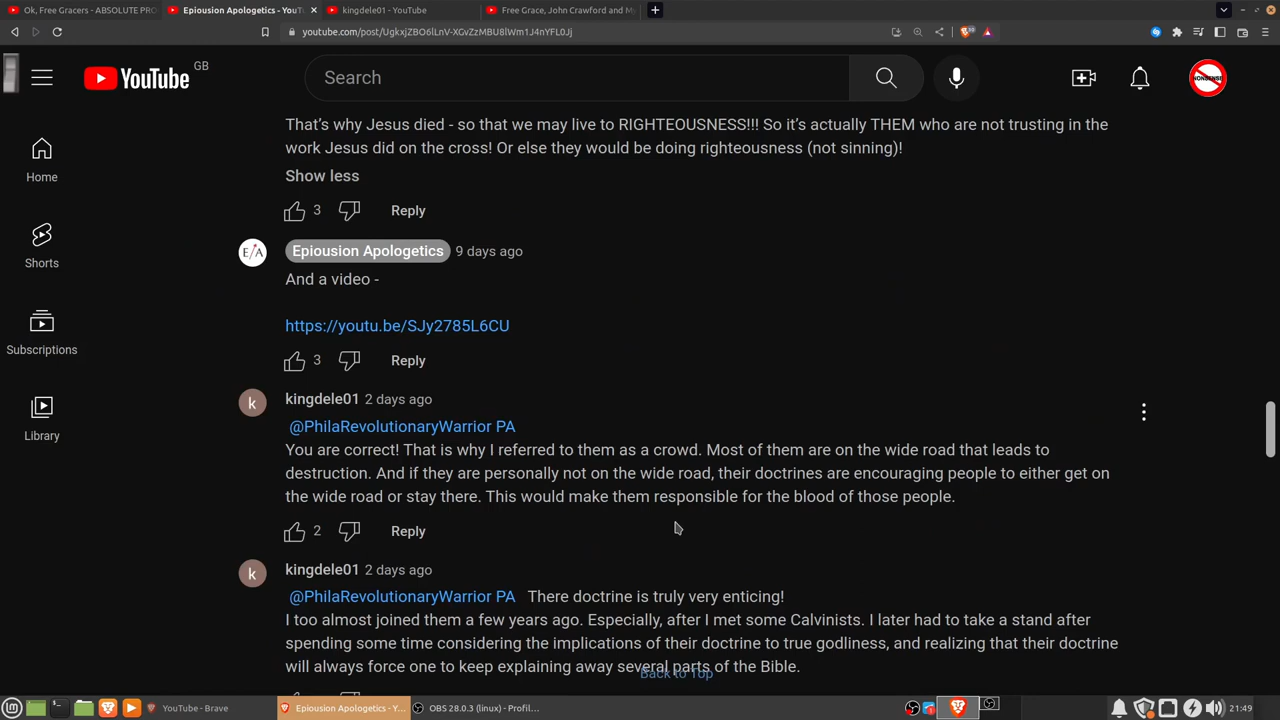 Ok, Free Gracers - ABSOLUTE PRO
Epiousion Apologetics - YouT
kingdele01 - YouTube
Free Grace, John Crawford and M
youtube.com/post/UgkxjZBO6lLnV-XGvZzMBU8lWm1J4nYFL0Jj
YouTube GB
Search
NONSENSE
That’s why Jesus died - so that we may live to RIGHTEOUSNESS!!! So it’s actually THEM who are not trusting in the
work Jesus did on the cross! Or else they would be doing righteousness (not sinning)!
Show less
3 Reply
Home
Shorts
Subscriptions
Library
E/A Epiousion Apologetics 9 days ago
And a video -
https://youtu.be/SJy2785L6CU
3 Reply
k kingdele01 2 days ago
@PhilaRevolutionaryWarrior PA
You are correct! That is why I referred to them as a crowd. Most of them are on the wide road that leads to
destruction. And if they are personally not on the wide road, their doctrines are encouraging people to either get on
the wide road or stay there. This would make them responsible for the blood of those people.
2 Reply
k kingdele01 2 days ago
@PhilaRevolutionaryWarrior PA There doctrine is truly very enticing!
I too almost joined them a few years ago. Especially, after I met some Calvinists. I later had to take a stand after
spending some time considering the implications of their doctrine to true godliness, and realizing that their doctrine
will always force one to keep explaining away several parts of the Bible.
Back to Top
YouTube - Brave
Epiousion Apologetics - Y...
OBS 28.0.3 (linux) - Profil...
21:49